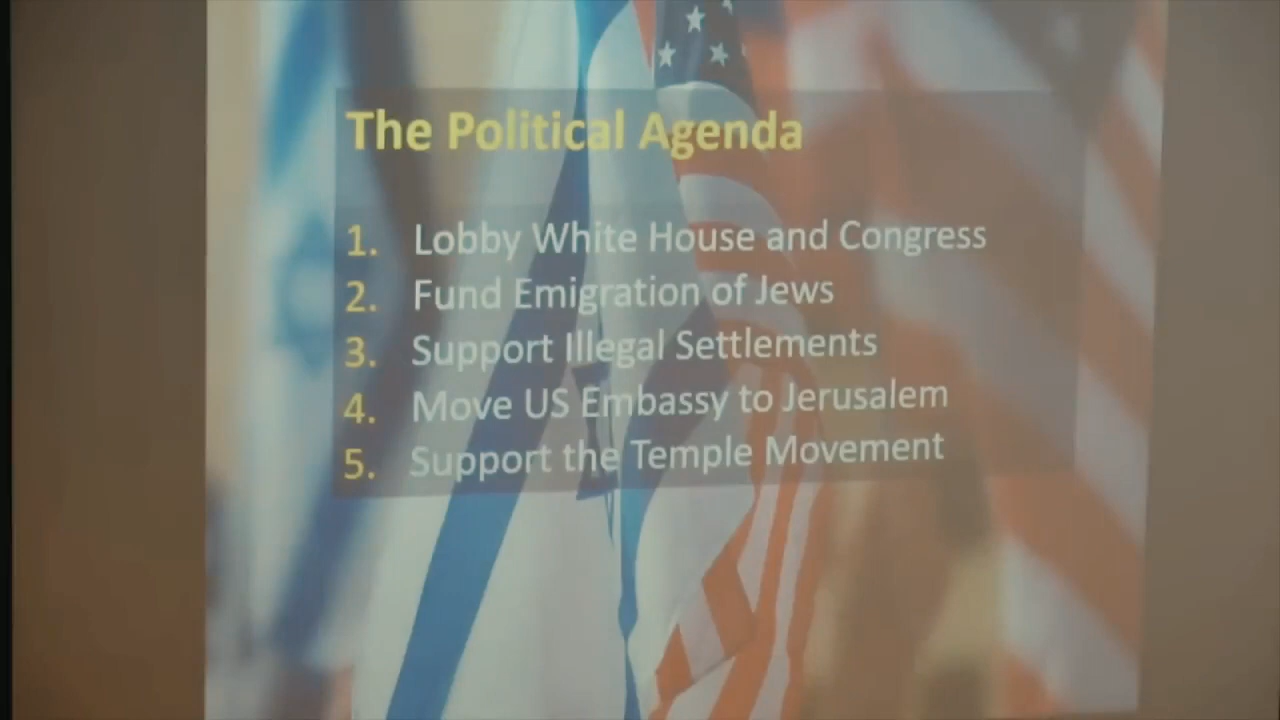 The Political Agenda
1. Lobby White House and Congress
2. Fund Emigration of Jews
3. Support Illegal Settlements
4. Move US Embassy to Jerusalem
5. Support the Temple Movement